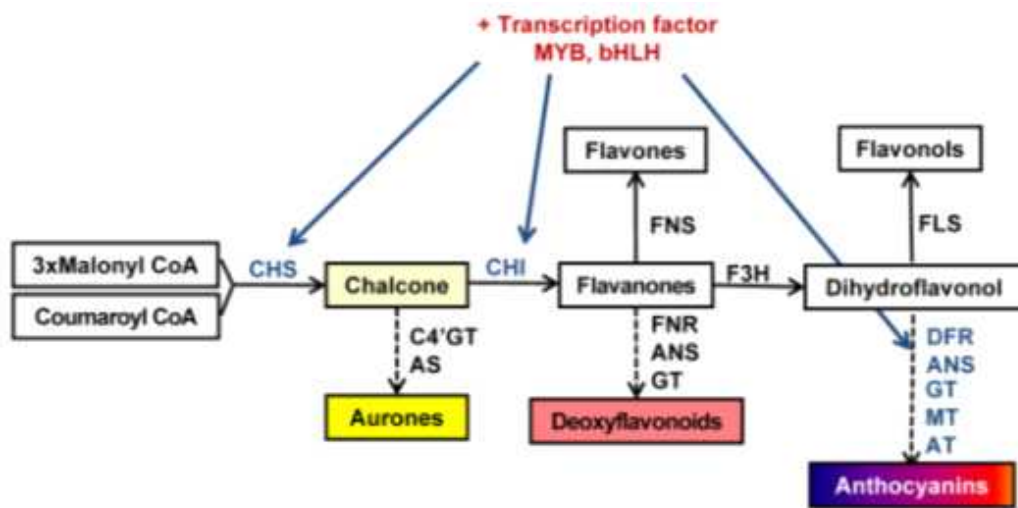 + Transcription factor
MYB, bHLH
Flavones
Flavonols
FNS
FLS
3xMalonyl CoA
Coumaroyl CoA
CHS
Chalcone
CHI
Flavanones
F3H
Dihydroflavonol
C4'GT
AS
FNR
ANS
GT
DFR
ANS
GT
MT
AT
Aurones
Deoxyflavonoids
Anthocyanins